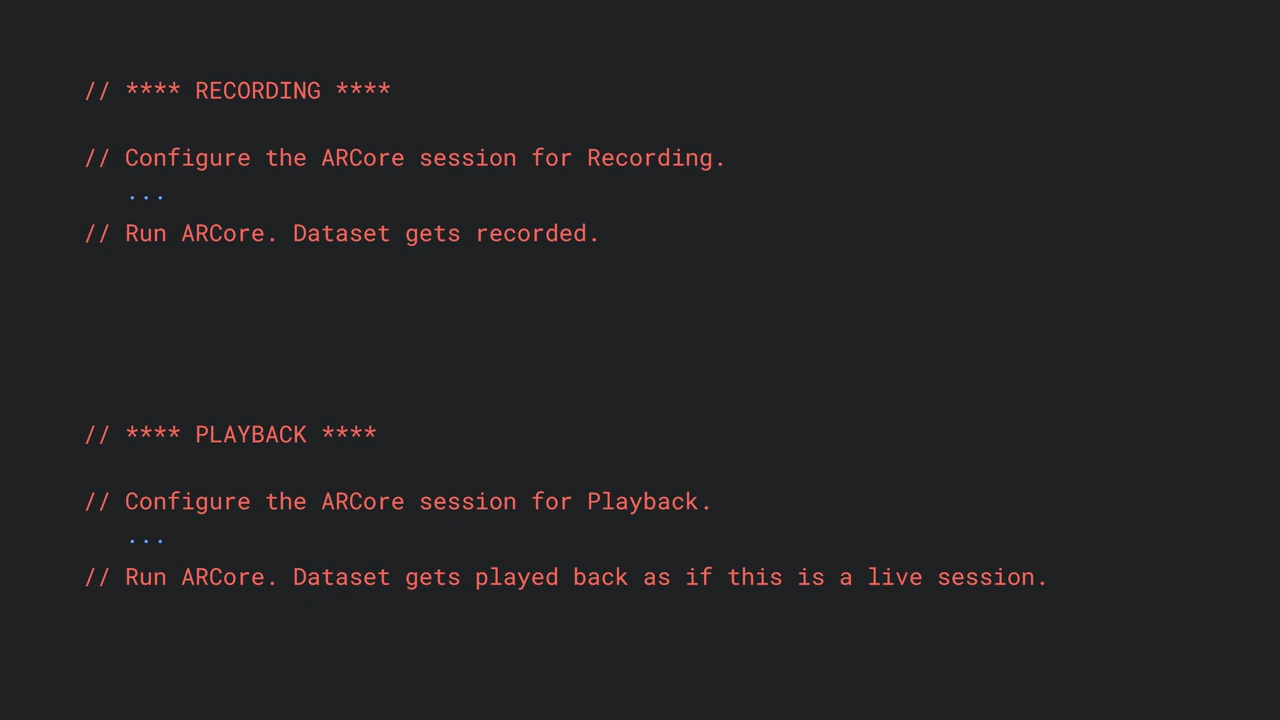 // **** RECORDING ****
// Configure the ARCore session for Recording.
...
// Run ARCore. Dataset gets recorded.
// **** PLAYBACK ****
// Configure the ARCore session for Playback.
...
// Run ARCore. Dataset gets played back as if this is a live session.